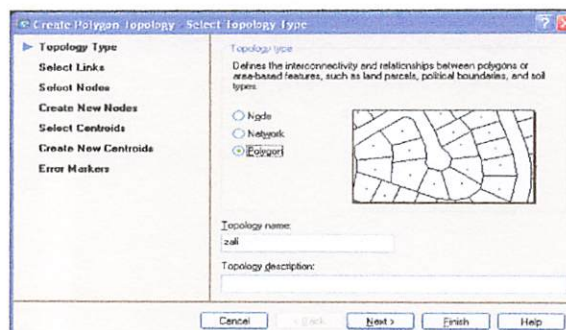 Create Polygon Topology - Select Topology Type
Topology Type
Select Links
Select Nodes
Create New Nodes
Select Centroids
Create New Centroids
Error Markers
Topology type
Defines the interconnectivity and relationships between polygons or
area-based features, such as land parcels, political boundaries, and soil
types.
Node
Network
Polygon
Topology name:
zali
Topology description:
Cancel
< Back
Next >
Finish
Help